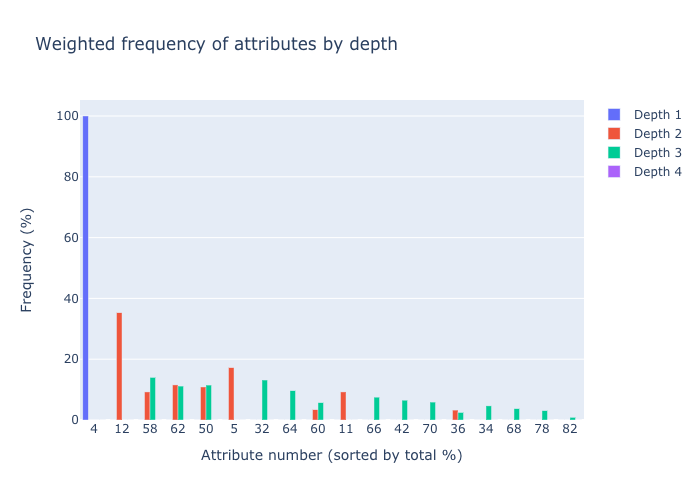 Weighted frequency of attributes by depth
Depth 1
Depth 2
Depth 3
Depth 4
Frequency (%)
100
80
60
40
20
0
4 12 58 62 50 5 32 64 60 11 66 42 70 36 34 68 78 82
Attribute number (sorted by total %)